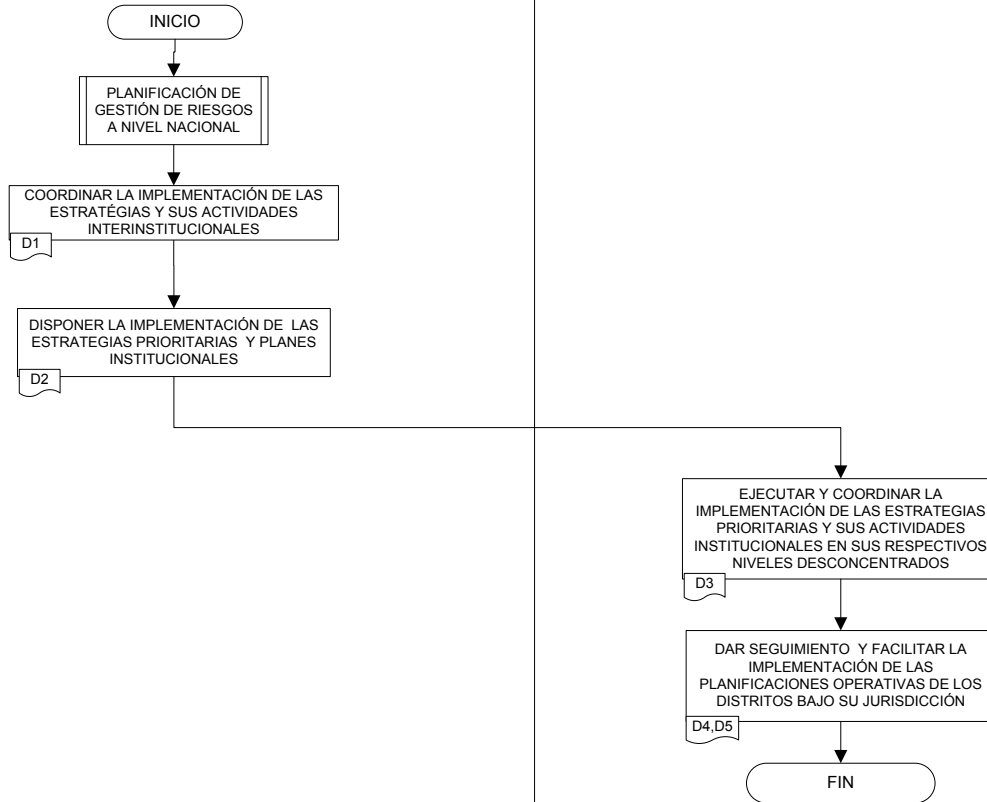 INICIO
PLANIFICACIÓN DE
GESTIÓN DE RIESGOS
A NIVEL NACIONAL
COORDINAR LA IMPLEMENTACIÓN DE LAS
ESTRATÉGIAS Y SUS ACTIVIDADES
INTERINSTITUCIONALES
D1
DISPONER LA IMPLEMENTACIÓN DE LAS
ESTRATEGIAS PRIORITARIAS Y PLANES
INSTITUCIONALES
D2
EJECUTAR Y COORDINAR LA
IMPLEMENTACIÓN DE LAS ESTRATEGIAS
PRIORITARIAS Y SUS ACTIVIDADES
INSTITUCIONALES EN SUS RESPECTIVOS
NIVELES DESCONCENTRADOS
D3
DAR SEGUIMIENTO Y FACILITAR LA
IMPLEMENTACIÓN DE LAS
PLANIFICACIONES OPERATIVAS DE LOS
DISTRITOS BAJO SU JURISDICCIÓN
D4,D5
FIN